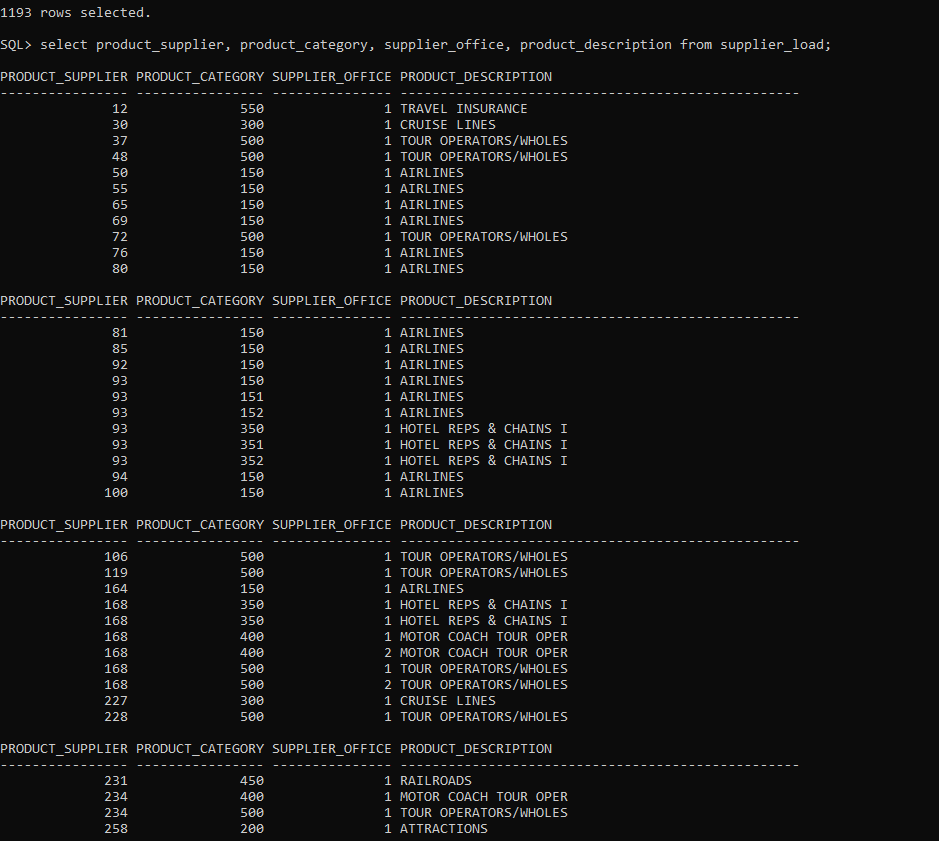 1193 rows selected.
SQL> select product_supplier, product_category, supplier_office, product_description from supplier_load;
PRODUCT_SUPPLIER PRODUCT_CATEGORY SUPPLIER_OFFICE PRODUCT_DESCRIPTION
---------------- ---------------- --------------- --------------------------------------------------
              12              550               1 TRAVEL INSURANCE
              30              300               1 CRUISE LINES
              37              500               1 TOUR OPERATORS/WHOLES
              48              500               1 TOUR OPERATORS/WHOLES
              50              150               1 AIRLINES
              55              150               1 AIRLINES
              65              150               1 AIRLINES
              69              150               1 AIRLINES
              72              500               1 TOUR OPERATORS/WHOLES
              76              150               1 AIRLINES
              80              150               1 AIRLINES
PRODUCT_SUPPLIER PRODUCT_CATEGORY SUPPLIER_OFFICE PRODUCT_DESCRIPTION
---------------- ---------------- --------------- --------------------------------------------------
              81              150               1 AIRLINES
              85              150               1 AIRLINES
              92              150               1 AIRLINES
              93              150               1 AIRLINES
              93              151               1 AIRLINES
              93              152               1 AIRLINES
              93              350               1 HOTEL REPS & CHAINS I
              93              351               1 HOTEL REPS & CHAINS I
              93              352               1 HOTEL REPS & CHAINS I
              94              150               1 AIRLINES
             100              150               1 AIRLINES
PRODUCT_SUPPLIER PRODUCT_CATEGORY SUPPLIER_OFFICE PRODUCT_DESCRIPTION
---------------- ---------------- --------------- --------------------------------------------------
             106              500               1 TOUR OPERATORS/WHOLES
             119              500               1 TOUR OPERATORS/WHOLES
             164              150               1 AIRLINES
             168              350               1 HOTEL REPS & CHAINS I
             168              350               1 HOTEL REPS & CHAINS I
             168              400               1 MOTOR COACH TOUR OPER
             168              400               2 MOTOR COACH TOUR OPER
             168              500               1 TOUR OPERATORS/WHOLES
             168              500               2 TOUR OPERATORS/WHOLES
             227              300               1 CRUISE LINES
             228              500               1 TOUR OPERATORS/WHOLES
PRODUCT_SUPPLIER PRODUCT_CATEGORY SUPPLIER_OFFICE PRODUCT_DESCRIPTION
---------------- ---------------- --------------- --------------------------------------------------
             231              450               1 RAILROADS
             234              400               1 MOTOR COACH TOUR OPER
             234              500               1 TOUR OPERATORS/WHOLES
             258              200               1 ATTRACTIONS